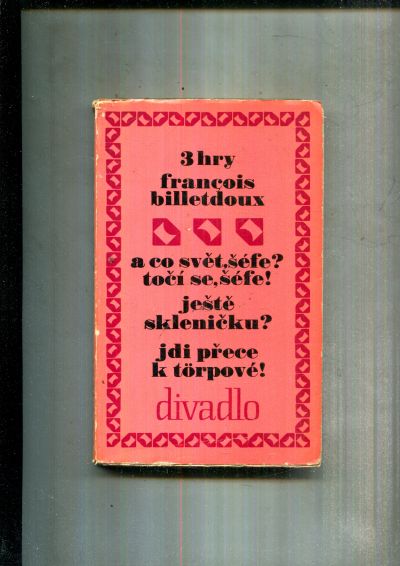 3 hry
françois
billetdoux
a co svět,šéfe?
točí se,šéfe!
ještě
skleničku?
jdi přece
k törpové!
divadlo